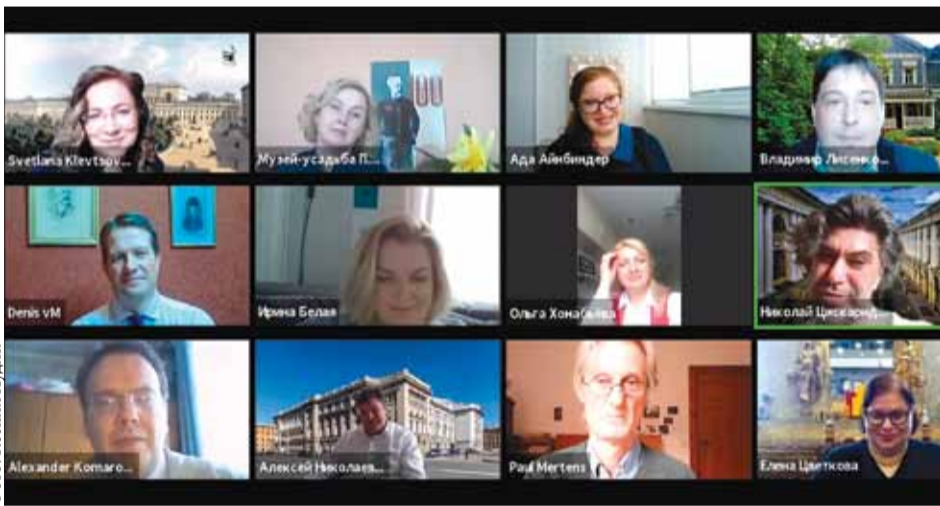 Svetlana Klevtsov...
Музей-усадьба П....
Ада Айнбиндер
Владимир Лисенко...
Denis vM
Ирина Белая
Ольга Хомабьева
Николай Цискарид...
Alexander Komaro...
Алексей Николаев...
Paul Mertens
Елена Цветкова